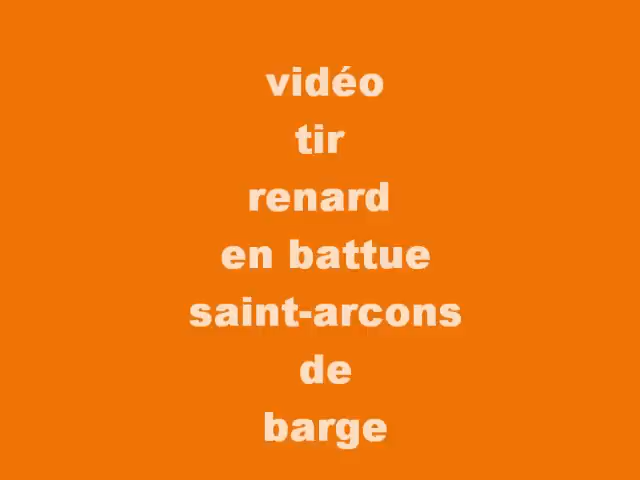 vidéo
tir
renard
en battue
saint-arcons
de
barge